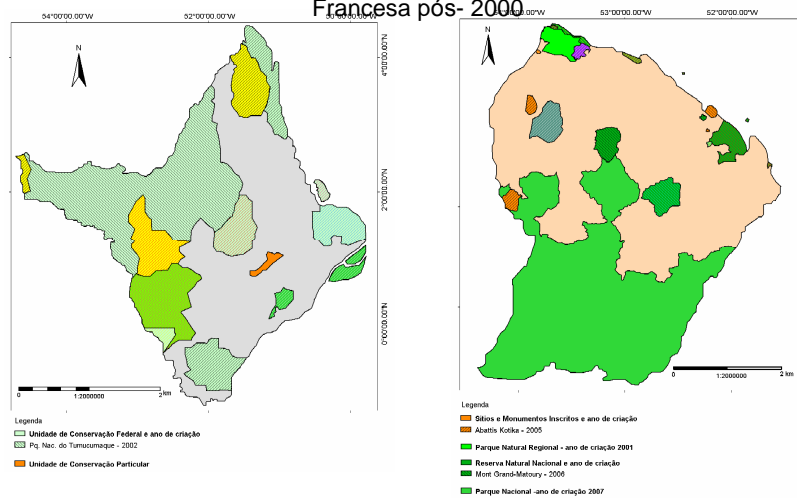 Francesa pós- 2000
54°00'00.00"W
52°00'00.00"W
50°00'00.00"W
N
4°00'00.00"N
2°00'00.00"N
0°00'00.00"N
0
1:2000000
2
km
Legenda
Unidade de Conservação Federal e ano de criação
Pq. Nac. do Tumucumaque - 2002
Unidade de Conservação Particular
53°00'00.00"W
52°00'00.00"W
N
0
1:2000000
2
km
Legenda
Sítios e Monumentos Inscritos e ano de criação
Abattis Kotika - 2005
Parque Natural Regional - ano de criação 2001
Reserva Natural Nacional e ano de criação
Mont Grand-Matoury - 2006
Parque Nacional -ano de criação 2007